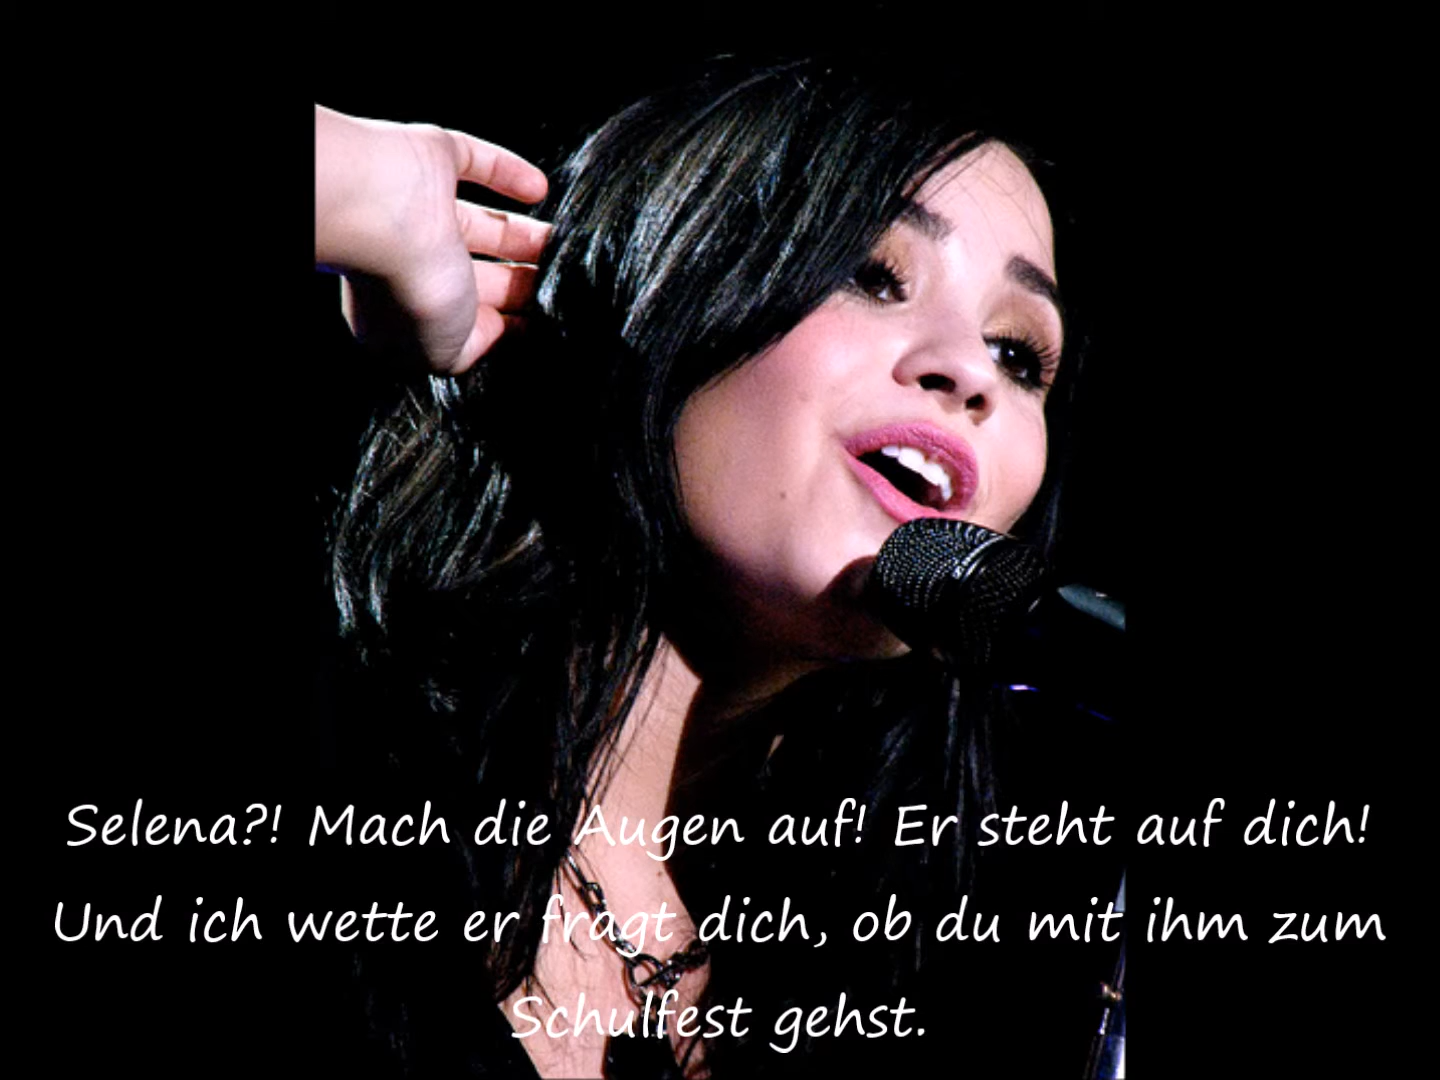 Selena?! Mach die Augen auf! Er steht auf dich!
Und ich wette er fragt dich, ob du mit ihm zum
Schulfest gehst.